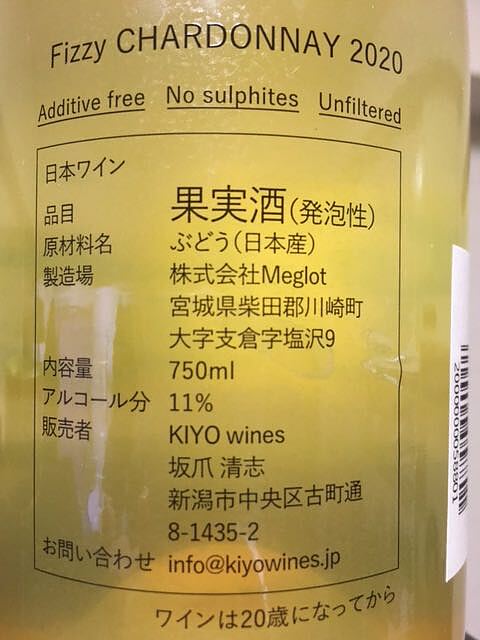 Fizzy CHARDONNAY 2020
Additive free No sulphites Unfiltered
日本ワイン
品目 果実酒(発泡性)
原材料名 ぶどう(日本産)
製造場 株式会社Meglot
宮城県柴田郡川崎町
大字支倉字塩沢9
内容量 750ml
アルコール分 11%
販売者 KIYO wines
坂爪 清志
新潟市中央区古町通
8-1435-2
お問い合わせ info@kiyowines.jp
ワインは20歳になってから
2000000058801